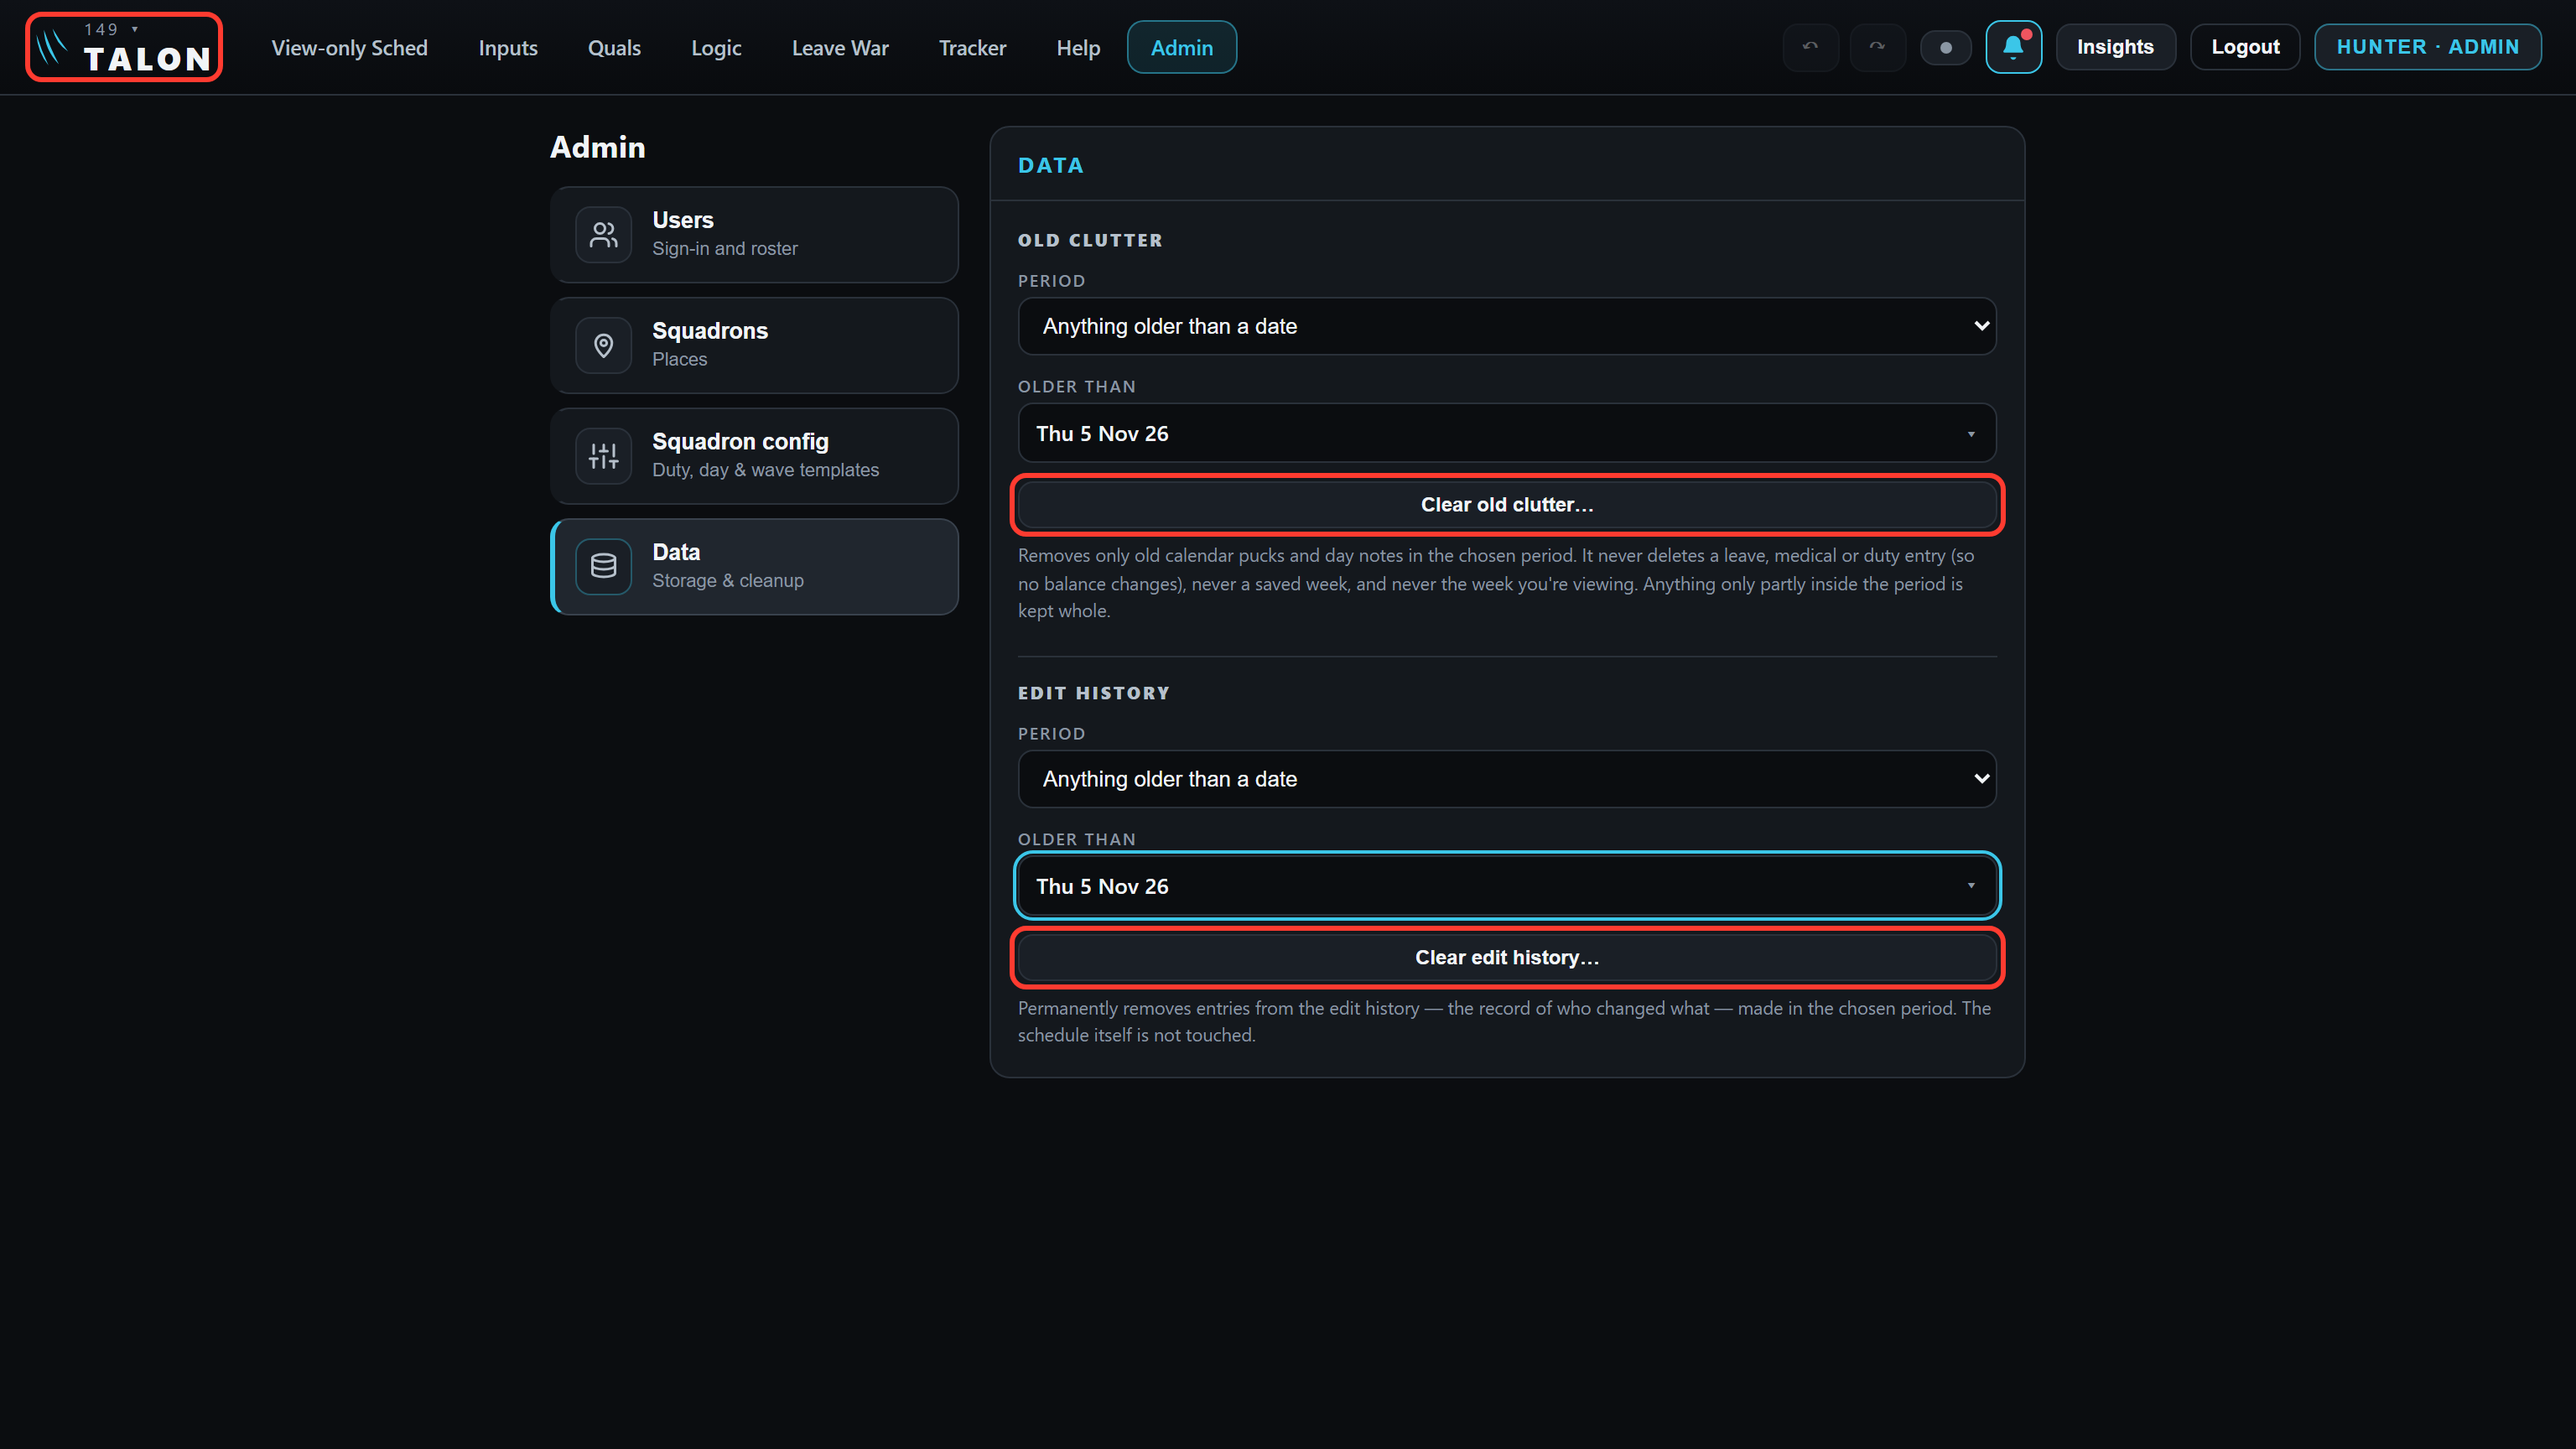 149 ▾
TALON
View-only Sched
Inputs
Quals
Logic
Leave War
Tracker
Help
Admin
Insights
Logout
HUNTER · ADMIN
Admin
Users
Sign-in and roster
Squadrons
Places
Squadron config
Duty, day & wave templates
Data
Storage & cleanup
DATA
OLD CLUTTER
PERIOD
Anything older than a date
OLDER THAN
Thu 5 Nov 26
Clear old clutter…
Removes only old calendar pucks and day notes in the chosen period. It never deletes a leave, medical or duty entry (so
no balance changes), never a saved week, and never the week you're viewing. Anything only partly inside the period is
kept whole.
EDIT HISTORY
PERIOD
Anything older than a date
OLDER THAN
Thu 5 Nov 26
Clear edit history…
Permanently removes entries from the edit history — the record of who changed what — made in the chosen period. The
schedule itself is not touched.